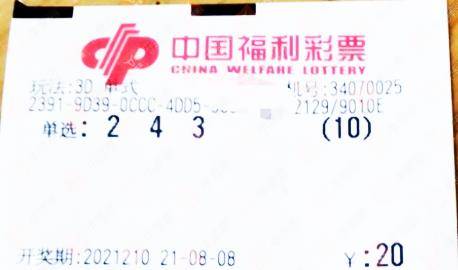 中国福利彩票
CHINA WELFARE LOTTERY
玩法:3D 单式 机号:340/0025
2391-9D39-0CCC-4DD5- 2129/9010E
单选: 2 4 3 (10)
开奖期:2021210 21-08-08 ¥:20